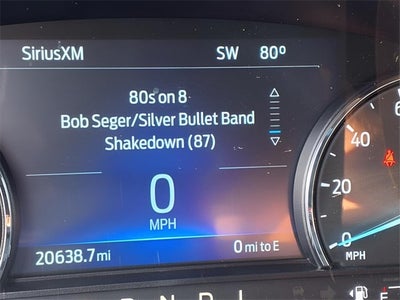 SiriusXM SW 80°
80s on 8
Bob Seger/Silver Bullet Band
Shakedown (87)
0
MPH
20638.7 mi 0 mi to E
40
20
0
MPH
E